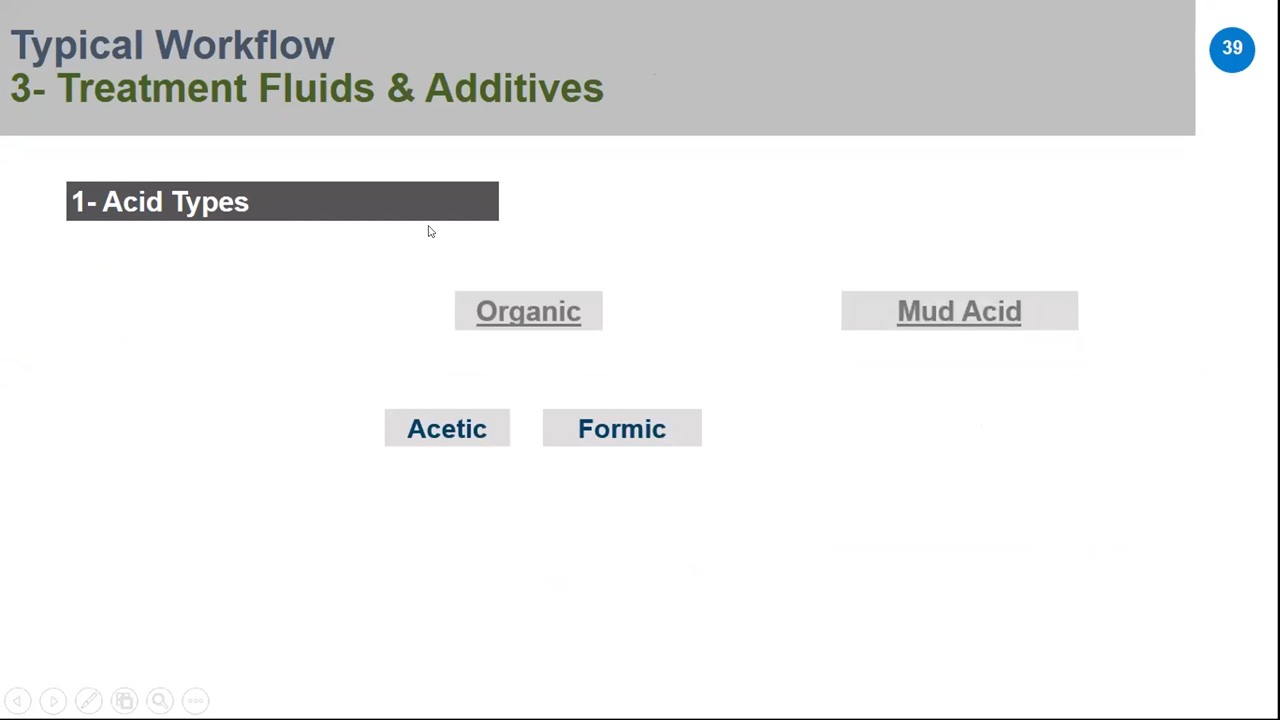 Typical Workflow
3- Treatment Fluids & Additives
39
1- Acid Types
Organic
Mud Acid
Acetic
Formic